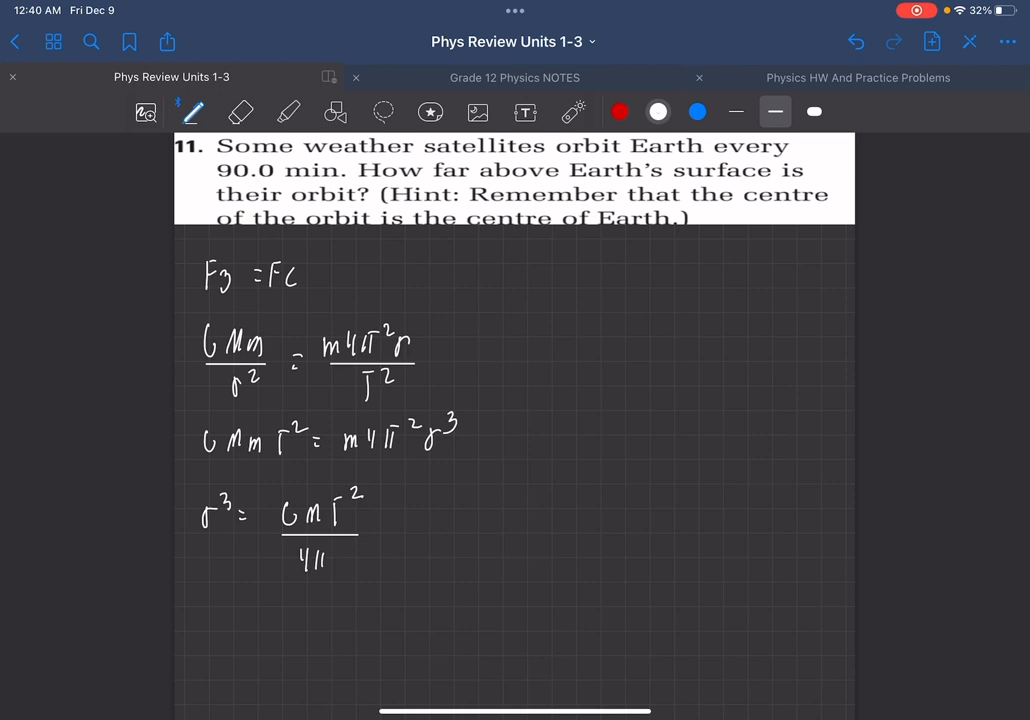 12:40 AM Fri Dec 9
32%
Phys Review Units 1-3
Phys Review Units 1-3
Grade 12 Physics NOTES
Physics HW And Practice Problems
T
11. Some weather satellites orbit Earth every
90.0 min. How far above Earth's surface is
their orbit? (Hint: Remember that the centre
of the orbit is the centre of Earth.)
Fg = Fc
GMm/r² = m4π²r/T²
GMmT² = m4π²r³
r³ = GMT²/4π